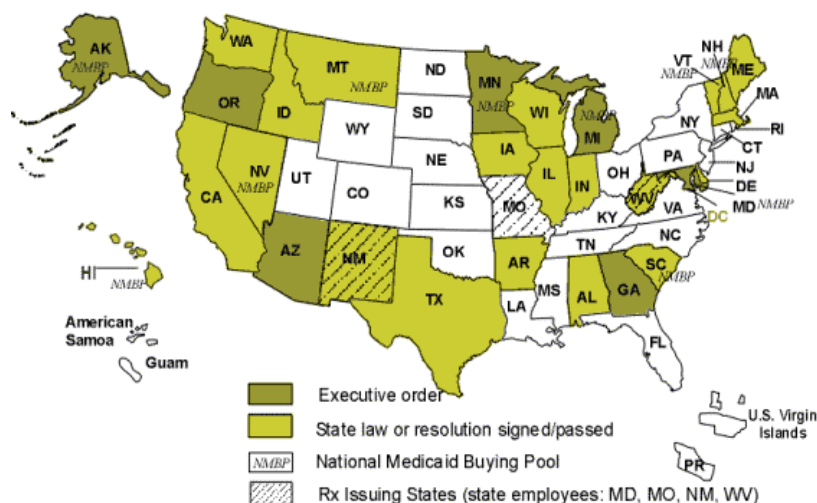 AK
NMBP
WA
MT
NMBP
ND
MN
NMBP
OR
ID
SD
WI
NMBP
MI
VT
NMBP
NH
NMBP
ME
MA
NY
RI
CT
WY
NE
IA
PA
NJ
NV
NMBP
UT
CO
IL
IN
OH
DE
MD NMBP
CA
KS
MO
WV
VA
DC
KY
NC
AZ
NM
OK
AR
TN
SC
NMBP
HI
NMBP
TX
LA
MS
AL
GA
FL
American
Samoa
Guam
Executive order
State law or resolution signed/passed
NMBP National Medicaid Buying Pool
Rx Issuing States (state employees: MD, MO, NM, WV)
U.S. Virgin
Islands
PR